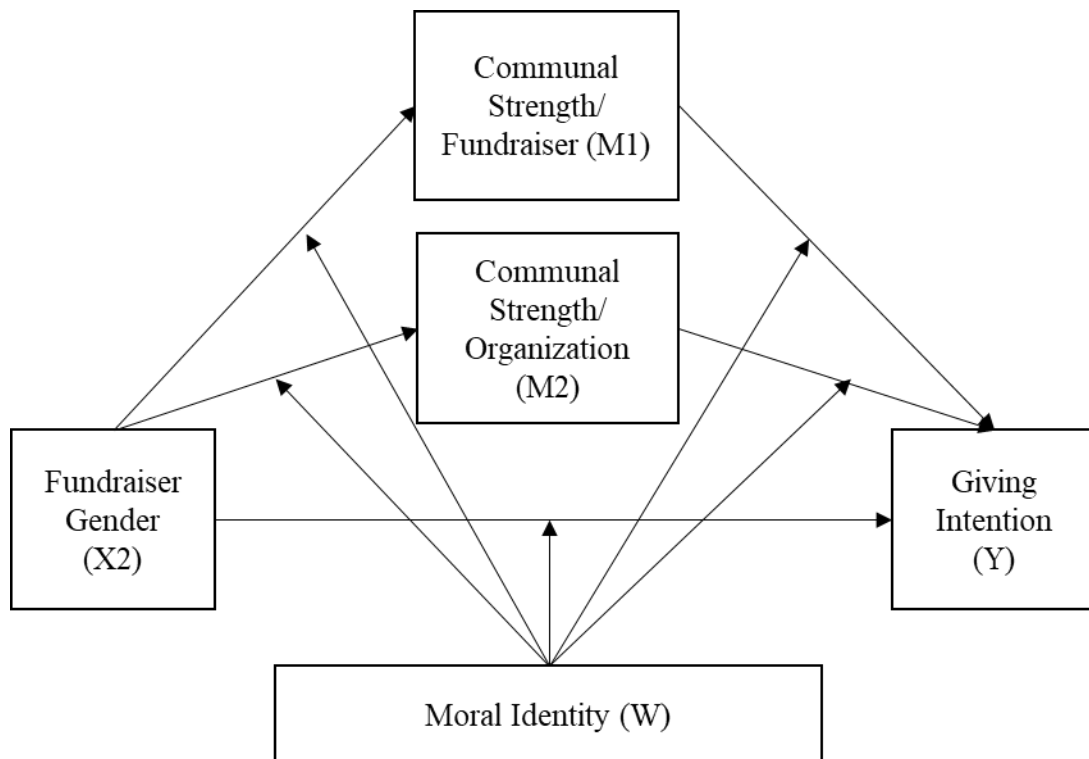 Communal
Strength/
Fundraiser (M1)
Communal
Strength/
Organization
(M2)
Fundraiser
Gender
(X2)
Giving
Intention
(Y)
Moral Identity (W)